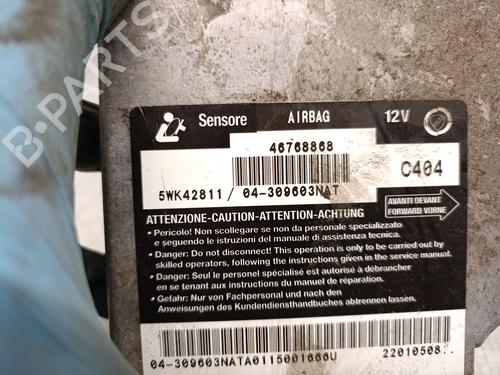 B-PARTS
Sensore AIRBAG 12V
46768868
C404
5WK42811 / 04-309603NAT
AVANTI DEVANT
FORWARD VORNE
ATTENZIONE-CAUTION-ATTENTION-ACHTUNG
• Pericolo! Non scollegare se non da personale specializzato
e seguendo le istruzioni del manuale di assistenza tecnica.
• Danger: Do not disconnect! This operation is only to be carried out by
skilled operators, following the instructions given in the service manual.
• Danger: Seul le personel spécialisé est autorisé à débrancher
en se tenant aux instructions du manuel de réparation.
• Gefahr: Nur von Fachpersonal und nach den
Anweisungen des Kundendiensthandbuches abtrennen lassen.
04-309603NATA0115001666U 22010508